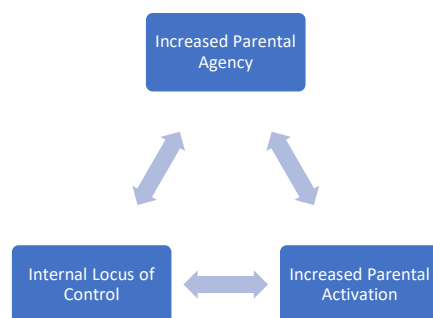 Increased Parental
Agency
Internal Locus of
Control
Increased Parental
Activation